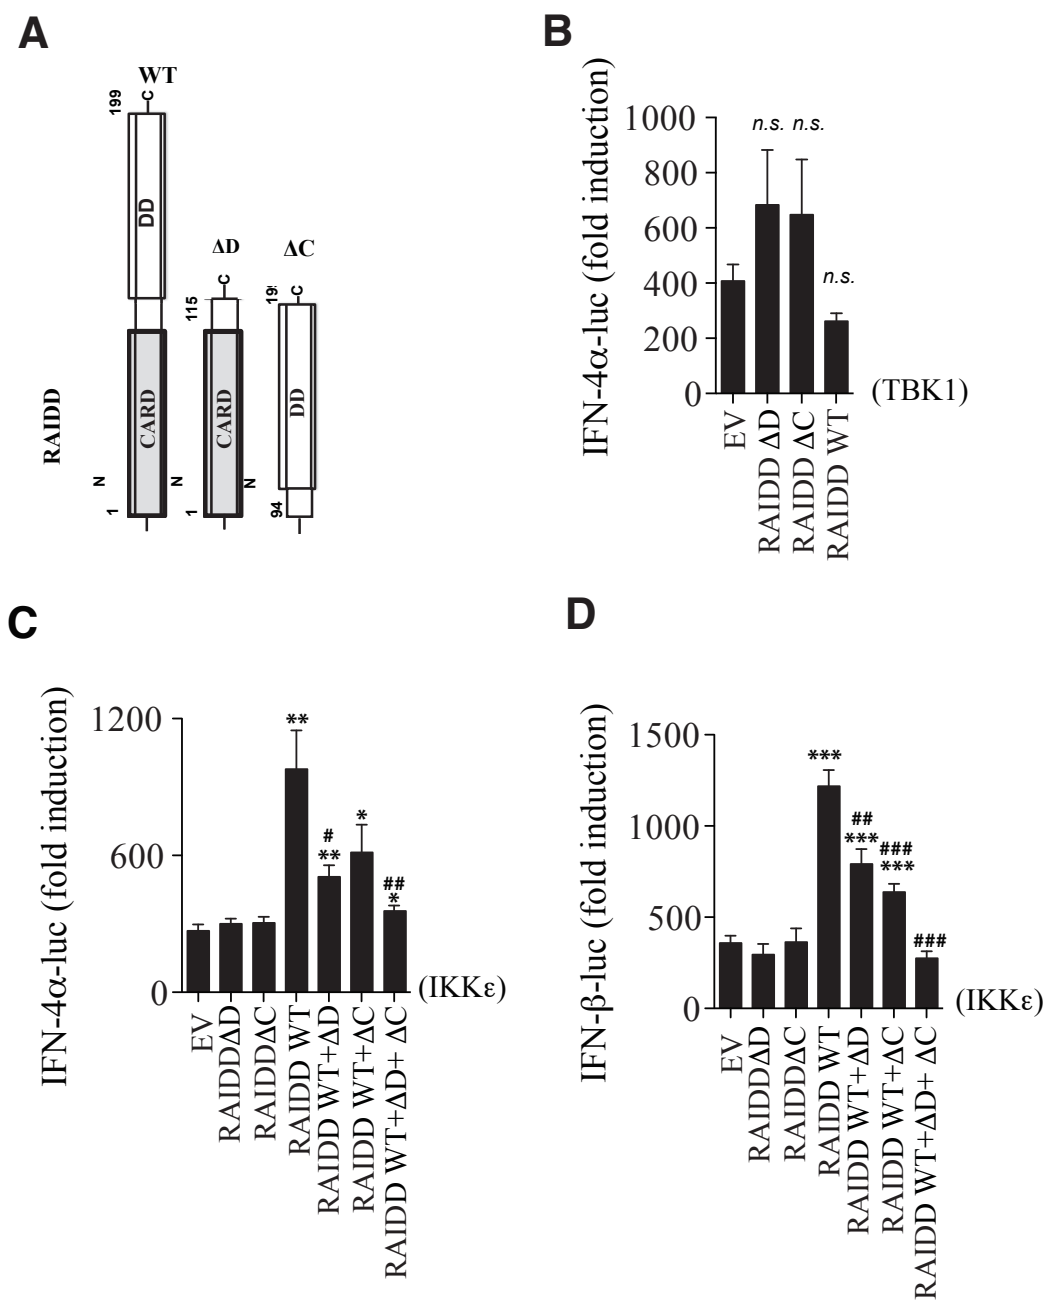 A
WT
199
C
DD
CARD
N
N
1
RAIDD
ΔD
C
115
CARD
N
1
ΔC
C
DD
94
B
IFN-4α-luc (fold induction)
1000
800
600
400
200
0
n.s.
n.s.
n.s.
(TBK1)
EV
RAIDD ΔD
RAIDD ΔC
RAIDD WT
C
IFN-4α-luc (fold induction)
1200
600
0
**
#
**
*
##
*
(IKKε)
EV
RAIDDΔD
RAIDDΔC
RAIDD WT
RAIDD WT+ΔD
RAIDD WT+ΔC
RAIDD WT+ΔD+ ΔC
D
IFN-β-luc (fold induction)
1500
1000
500
0
***
##
***
###
***
###
(IKKε)
EV
RAIDDΔD
RAIDDΔC
RAIDD WT
RAIDD WT+ΔD
RAIDD WT+ΔC
RAIDD WT+ΔD+ ΔC